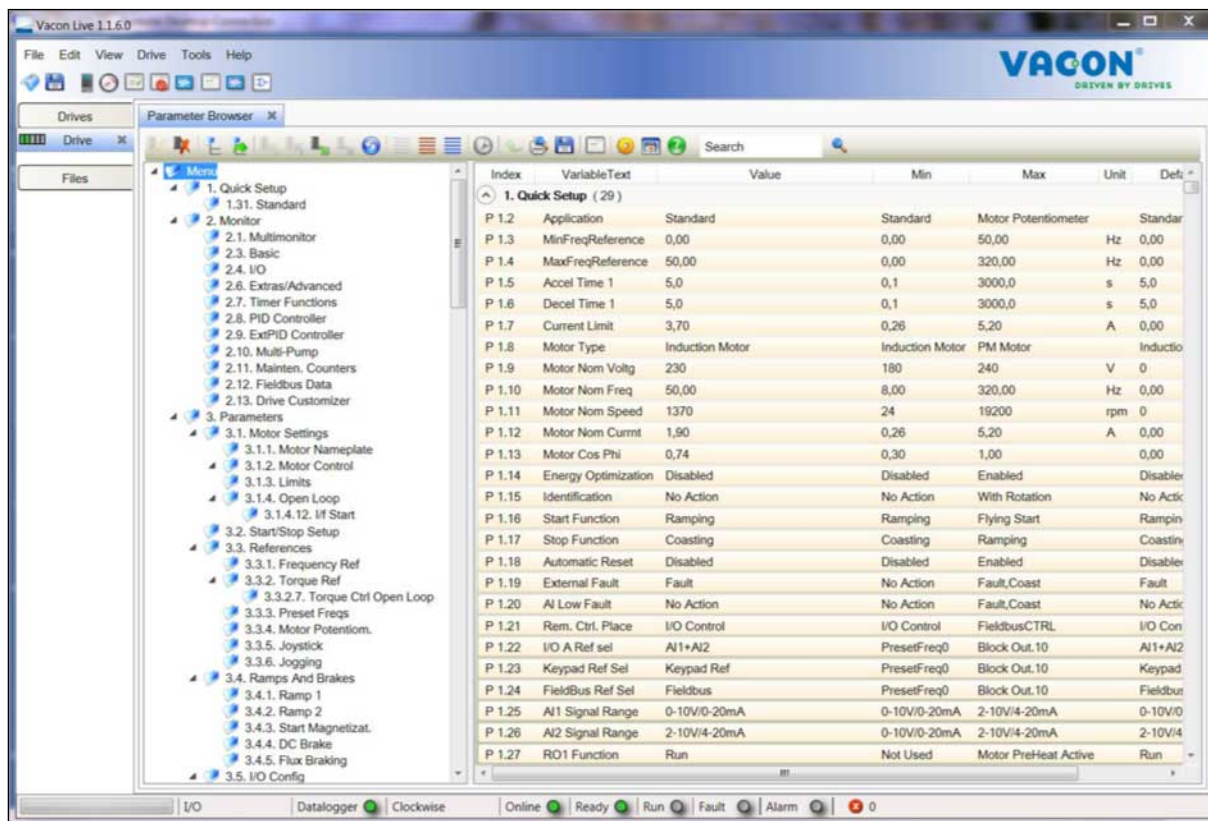 Vacon Live 1.1.6.0
File Edit View Drive Tools Help
VACON®
DRIVEN BY DRIVES
Drives
Drive
Files
Parameter Browser
Search
Menu
1. Quick Setup
1.31. Standard
2. Monitor
2.1. Multimonitor
2.3. Basic
2.4. I/O
2.6. Extras/Advanced
2.7. Timer Functions
2.8. PID Controller
2.9. ExtPID Controller
2.10. Multi-Pump
2.11. Mainten. Counters
2.12. Fieldbus Data
2.13. Drive Customizer
3. Parameters
3.1. Motor Settings
3.1.1. Motor Nameplate
3.1.2. Motor Control
3.1.3. Limits
3.1.4. Open Loop
3.1.4.12. I/f Start
3.2. Start/Stop Setup
3.3. References
3.3.1. Frequency Ref
3.3.2. Torque Ref
3.3.2.7. Torque Ctrl Open Loop
3.3.3. Preset Freqs
3.3.4. Motor Potentiom.
3.3.5. Joystick
3.3.6. Jogging
3.4. Ramps And Brakes
3.4.1. Ramp 1
3.4.2. Ramp 2
3.4.3. Start Magnetizat.
3.4.4. DC Brake
3.4.5. Flux Braking
3.5. I/O Config
Index VariableText Value Min Max Unit Defa
1. Quick Setup (29)
P 1.2 Application Standard Standard Motor Potentiometer Standar
P 1.3 MinFreqReference 0,00 0,00 50,00 Hz 0,00
P 1.4 MaxFreqReference 50,00 0,00 320,00 Hz 0,00
P 1.5 Accel Time 1 5,0 0,1 3000,0 s 5,0
P 1.6 Decel Time 1 5,0 0,1 3000,0 s 5,0
P 1.7 Current Limit 3,70 0,26 5,20 A 0,00
P 1.8 Motor Type Induction Motor Induction Motor PM Motor Inductio
P 1.9 Motor Nom Voltg 230 180 240 V 0
P 1.10 Motor Nom Freq 50,00 8,00 320,00 Hz 0,00
P 1.11 Motor Nom Speed 1370 24 19200 rpm 0
P 1.12 Motor Nom Currnt 1,90 0,26 5,20 A 0,00
P 1.13 Motor Cos Phi 0,74 0,30 1,00 0,00
P 1.14 Energy Optimization Disabled Disabled Enabled Disable
P 1.15 Identification No Action No Action With Rotation No Actic
P 1.16 Start Function Ramping Ramping Flying Start Rampin
P 1.17 Stop Function Coasting Coasting Ramping Coastin
P 1.18 Automatic Reset Disabled Disabled Enabled Disable
P 1.19 External Fault Fault No Action Fault,Coast Fault
P 1.20 AI Low Fault No Action No Action Fault,Coast No Actic
P 1.21 Rem. Ctrl. Place I/O Control I/O Control FieldbusCTRL I/O Con
P 1.22 I/O A Ref sel AI1+AI2 PresetFreq0 Block Out.10 AI1+AI2
P 1.23 Keypad Ref Sel Keypad Ref PresetFreq0 Block Out.10 Keypad
P 1.24 FieldBus Ref Sel Fieldbus PresetFreq0 Block Out.10 Fieldbus
P 1.25 AI1 Signal Range 0-10V/0-20mA 0-10V/0-20mA 2-10V/4-20mA 0-10V/0
P 1.26 AI2 Signal Range 2-10V/4-20mA 0-10V/0-20mA 2-10V/4-20mA 2-10V/4
P 1.27 RO1 Function Run Not Used Motor PreHeat Active Run
I/O Datalogger Clockwise Online Ready Run Fault Alarm 0